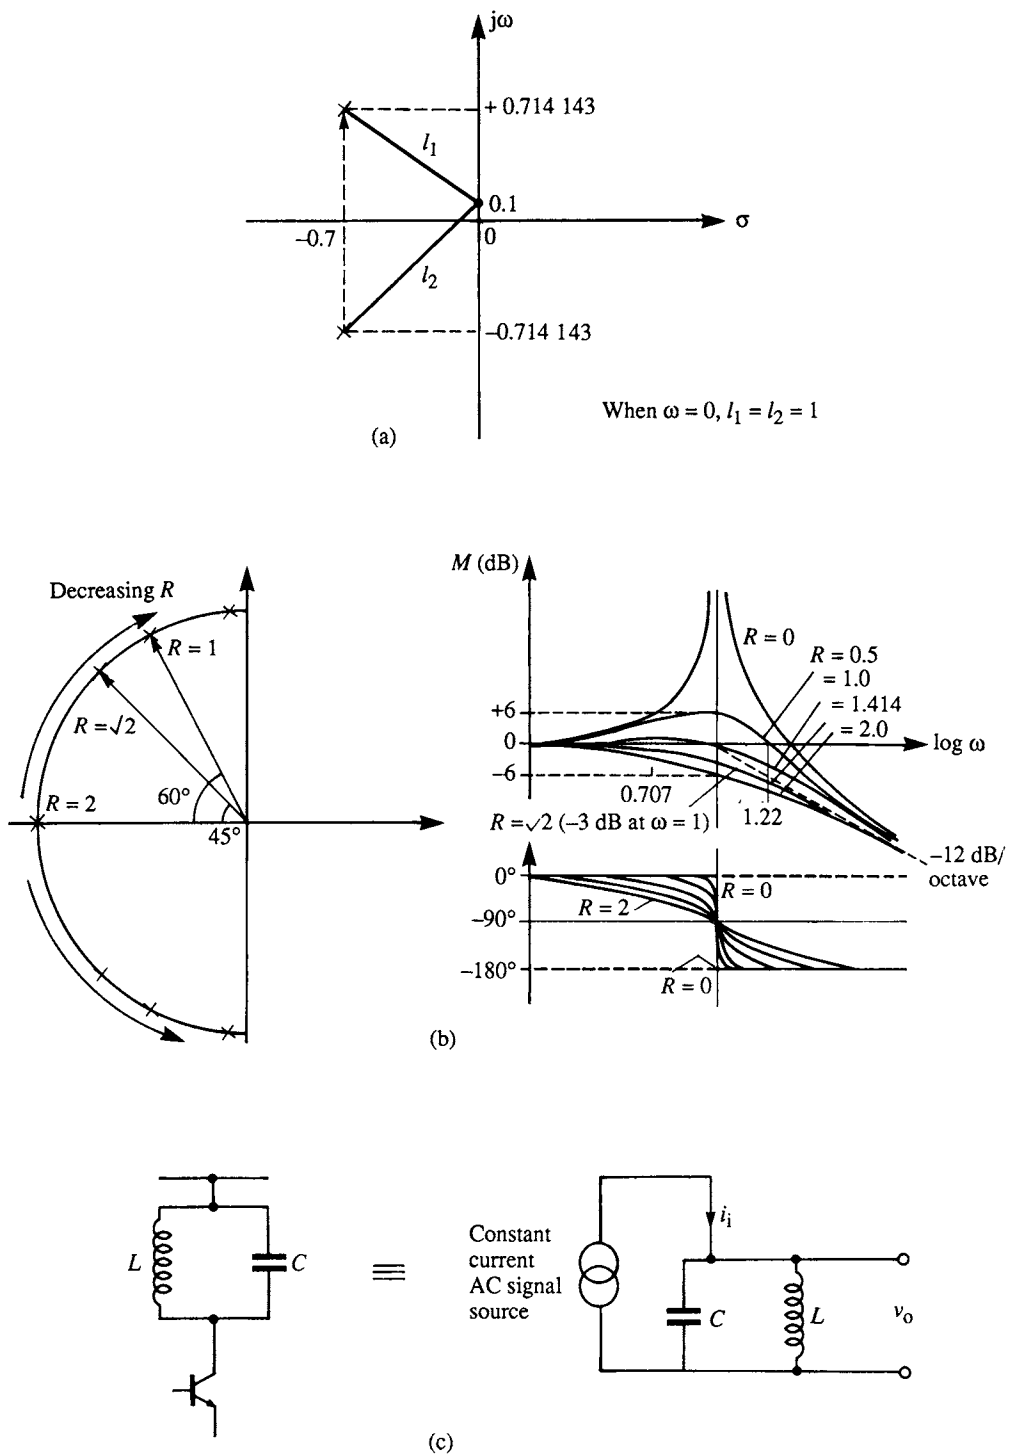 jω
+ 0.714 143
l₁
0.1
σ
–0.7
0
l₂
–0.714 143
When ω = 0, l₁ = l₂ = 1
(a)
Decreasing R
R = 1
R = √2
60°
R = 2
45°
M (dB)
R = 0
R = 0.5
= 1.0
+6
= 1.414
= 2.0
0
log ω
–6
0.707
1.22
R = √2 (–3 dB at ω = 1)
–12 dB/
octave
0°
R = 0
R = 2
–90°
–180°
R = 0
(b)
L
C
≡
Constant
current
AC signal
source
iᵢ
C
L
vₒ
(c)